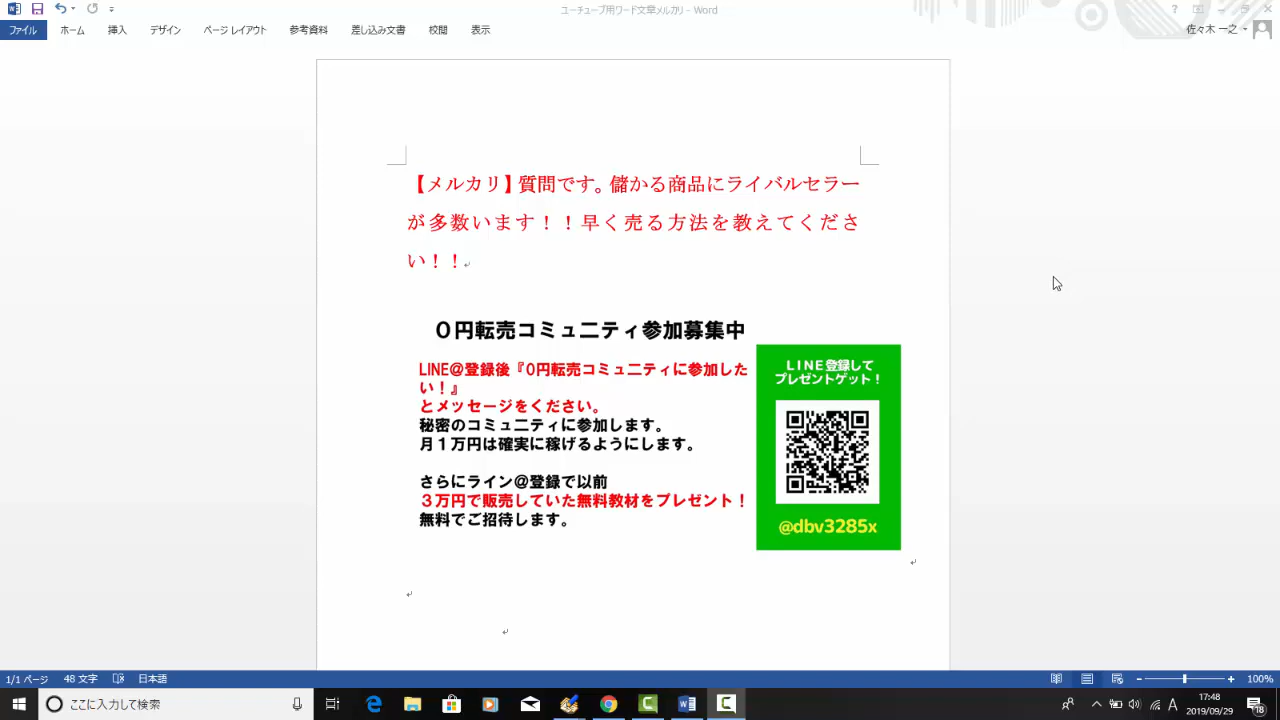 ユーチューブ用ワード文章メルカリ - Word
ファイル ホーム 挿入 デザイン ページ レイアウト 参考資料 差し込み文書 校閲 表示 佐々木 一之
【メルカリ】質問です。儲かる商品にライバルセラー
が多数います！！早く売る方法を教えてくださ
い！！
０円転売コミュニティ参加募集中
LINE@登録後『0円転売コミュニティに参加した
い！』
とメッセージをください。
秘密のコミュニティに参加します。
月１万円は確実に稼げるようにします。
さらにライン@登録で以前
３万円で販売していた無料教材をプレゼント！
無料でご招待します。
ＬＩＮＥ登録して
プレゼントゲット！
@dbv3285x
1/1 ページ 48 文字 日本語 100%
ここに入力して検索
A 17:48
2019/09/29
18